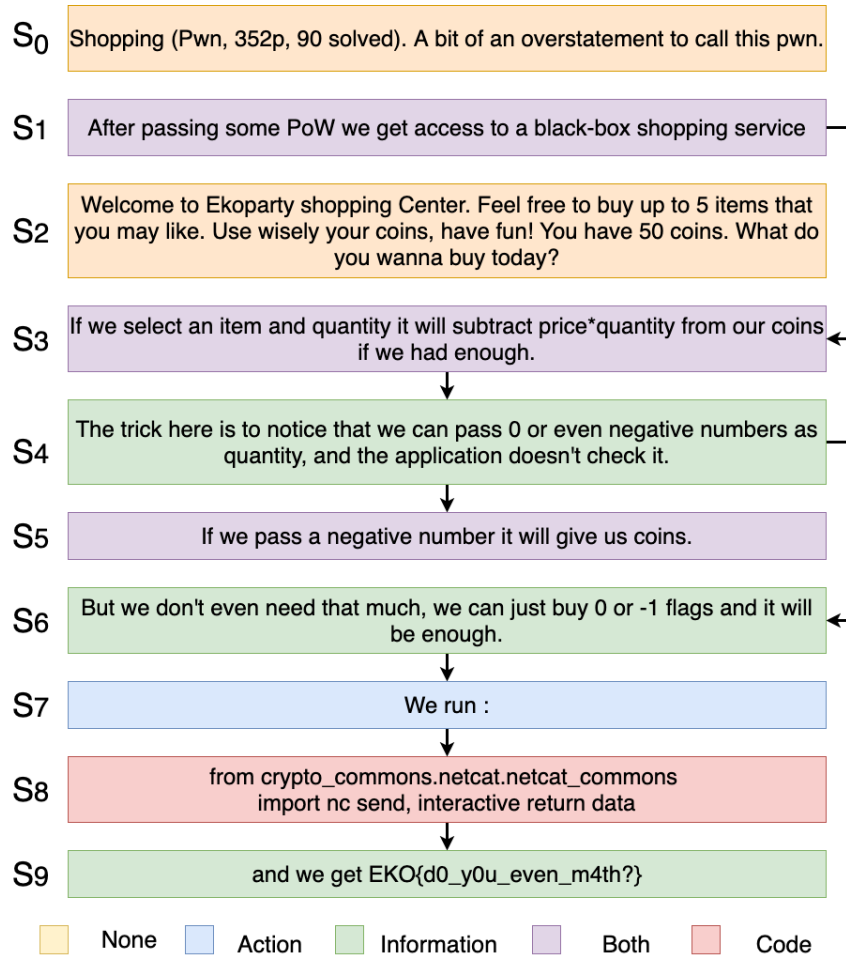 S0
Shopping (Pwn, 352p, 90 solved). A bit of an overstatement to call this pwn.
S1
After passing some PoW we get access to a black-box shopping service
S2
Welcome to Ekoparty shopping Center. Feel free to buy up to 5 items that
you may like. Use wisely your coins, have fun! You have 50 coins. What do
you wanna buy today?
S3
If we select an item and quantity it will subtract price*quantity from our coins
if we had enough.
S4
The trick here is to notice that we can pass 0 or even negative numbers as
quantity, and the application doesn't check it.
S5
If we pass a negative number it will give us coins.
S6
But we don't even need that much, we can just buy 0 or -1 flags and it will
be enough.
S7
We run :
S8
from crypto_commons.netcat.netcat_commons
import nc send, interactive return data
S9
and we get EKO{d0_y0u_even_m4th?}
None Action Information Both Code